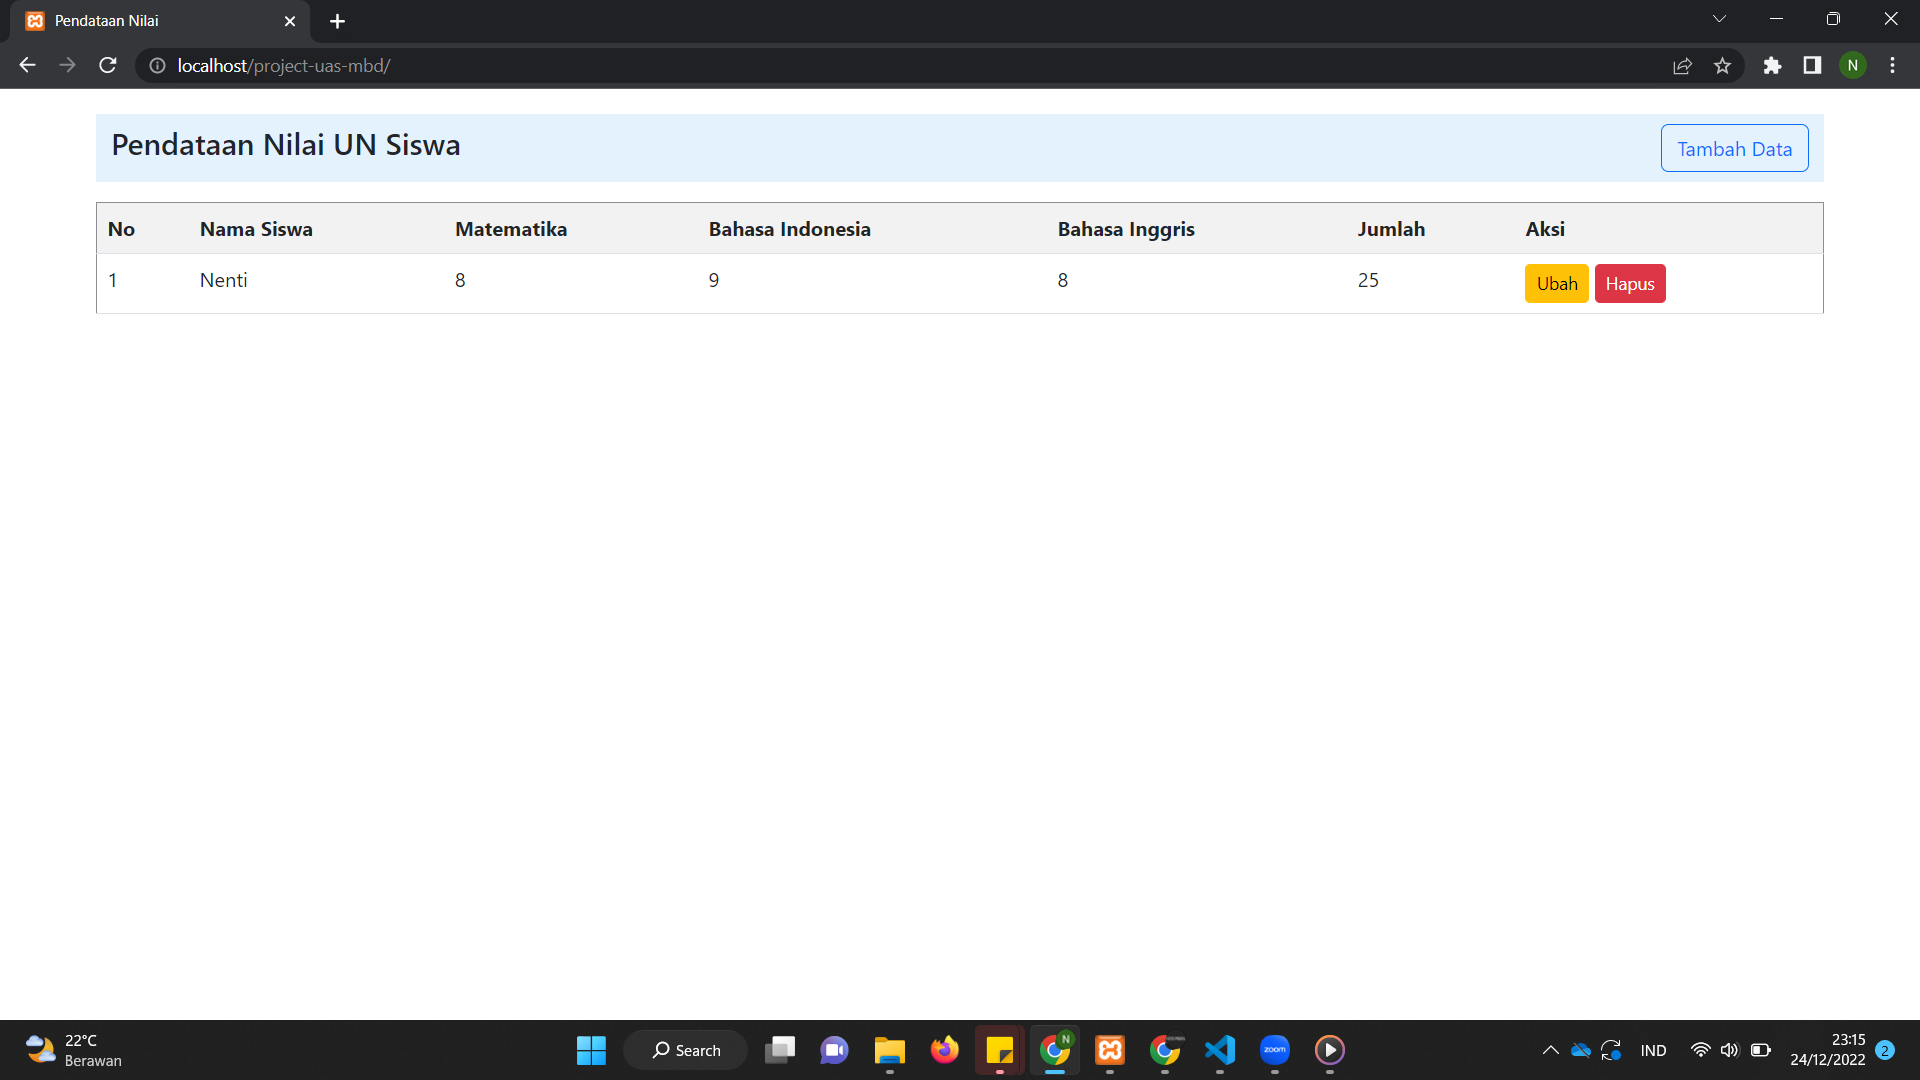 Pendataan Nilai
localhost/project-uas-mbd/
N
Pendataan Nilai UN Siswa
Tambah Data
No Nama Siswa Matematika Bahasa Indonesia Bahasa Inggris Jumlah Aksi
1 Nenti 8 9 8 25 Ubah Hapus
22°C
Berawan
Search
N
zoom
IND
23:15
24/12/2022
2